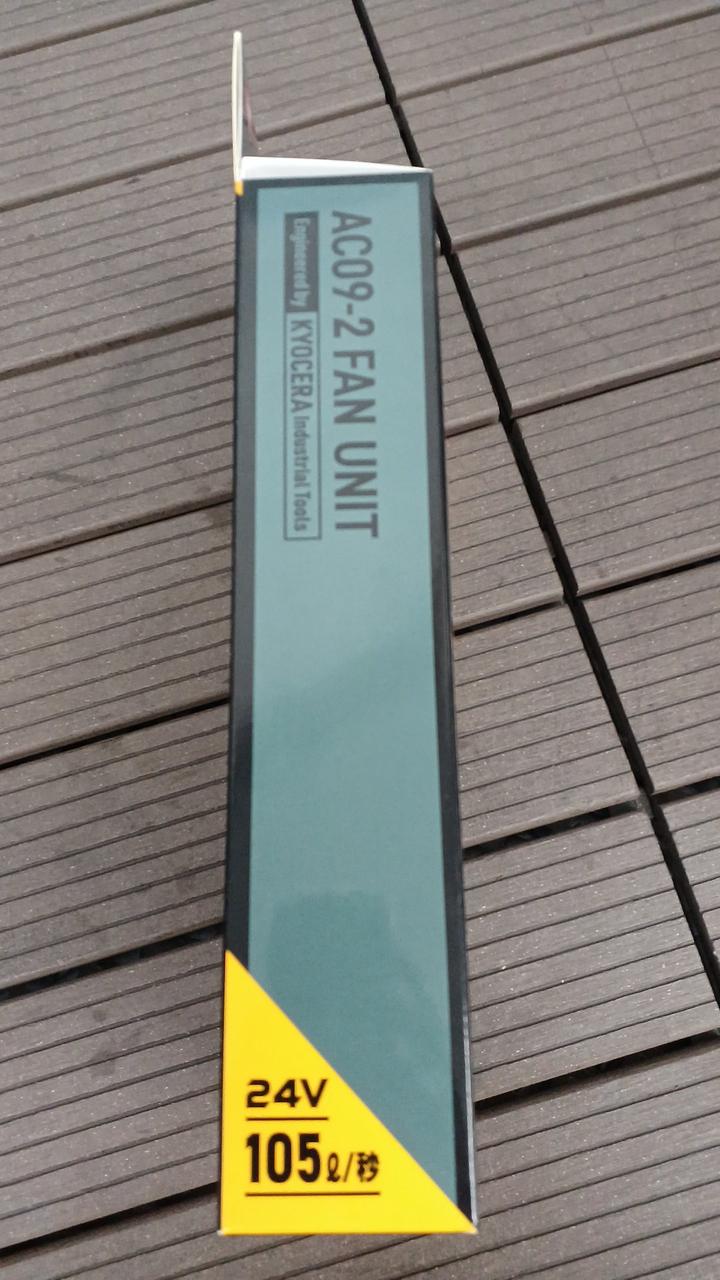 AC09-2 FAN UNIT
Engineered by KYOCERA Industrial Tools
24V
105ℓ/秒